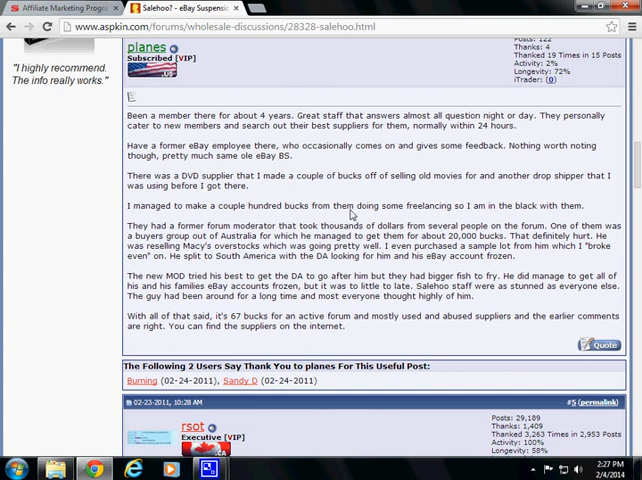 Affiliate Marketing Progra
Salehoo? - eBay Suspensio
www.aspkin.com/forums/wholesale-discussions/28328-salehoo.html
"I highly recommend.
The info really works."
planes
Subscribed [VIP]
Posts: 122
Thanks: 4
Thanked 19 Times in 15 Posts
Activity: 2%
Longevity: 72%
iTrader: (0)
Been a member there for about 4 years. Great staff that answers almost all question night or day. They personally
cater to new members and search out their best suppliers for them, normally within 24 hours.
Have a former eBay employee there, who occasionally comes on and gives some feedback. Nothing worth noting
though, pretty much same ole eBay BS.
There was a DVD supplier that I made a couple of bucks off of selling old movies for and another drop shipper that I
was using before I got there.
I managed to make a couple hundred bucks from them doing some freelancing so I am in the black with them.
They had a former forum moderator that took thousands of dollars from several people on the forum. One of them was
a buyers group out of Australia for which he managed to get them for about 20,000 bucks. That definitely hurt. He
was reselling Macy's overstocks which was going pretty well. I even purchased a sample lot from him which I "broke
even" on. He split to South America with the DA looking for him and his eBay account frozen.
The new MOD tried his best to get the DA to go after him but they had bigger fish to fry. He did manage to get all of
his and his families eBay accounts frozen, but it was to little to late. Salehoo staff were as stunned as everyone else.
The guy had been around for a long time and most everyone thought highly of him.
With all of that said, it's 67 bucks for an active forum and mostly used and abused suppliers and the earlier comments
are right. You can find the suppliers on the internet.
Quote
The Following 2 Users Say Thank You to planes For This Useful Post:
Burning (02-24-2011), Sandy D (02-24-2011)
02-23-2011, 10:28 AM
#5 (permalink)
rsot
Executive [VIP]
Posts: 29,189
Thanks: 1,409
Thanked 3,263 Times in 2,953 Posts
Activity: 100%
Longevity: 58%
2:27 PM
2/4/2014